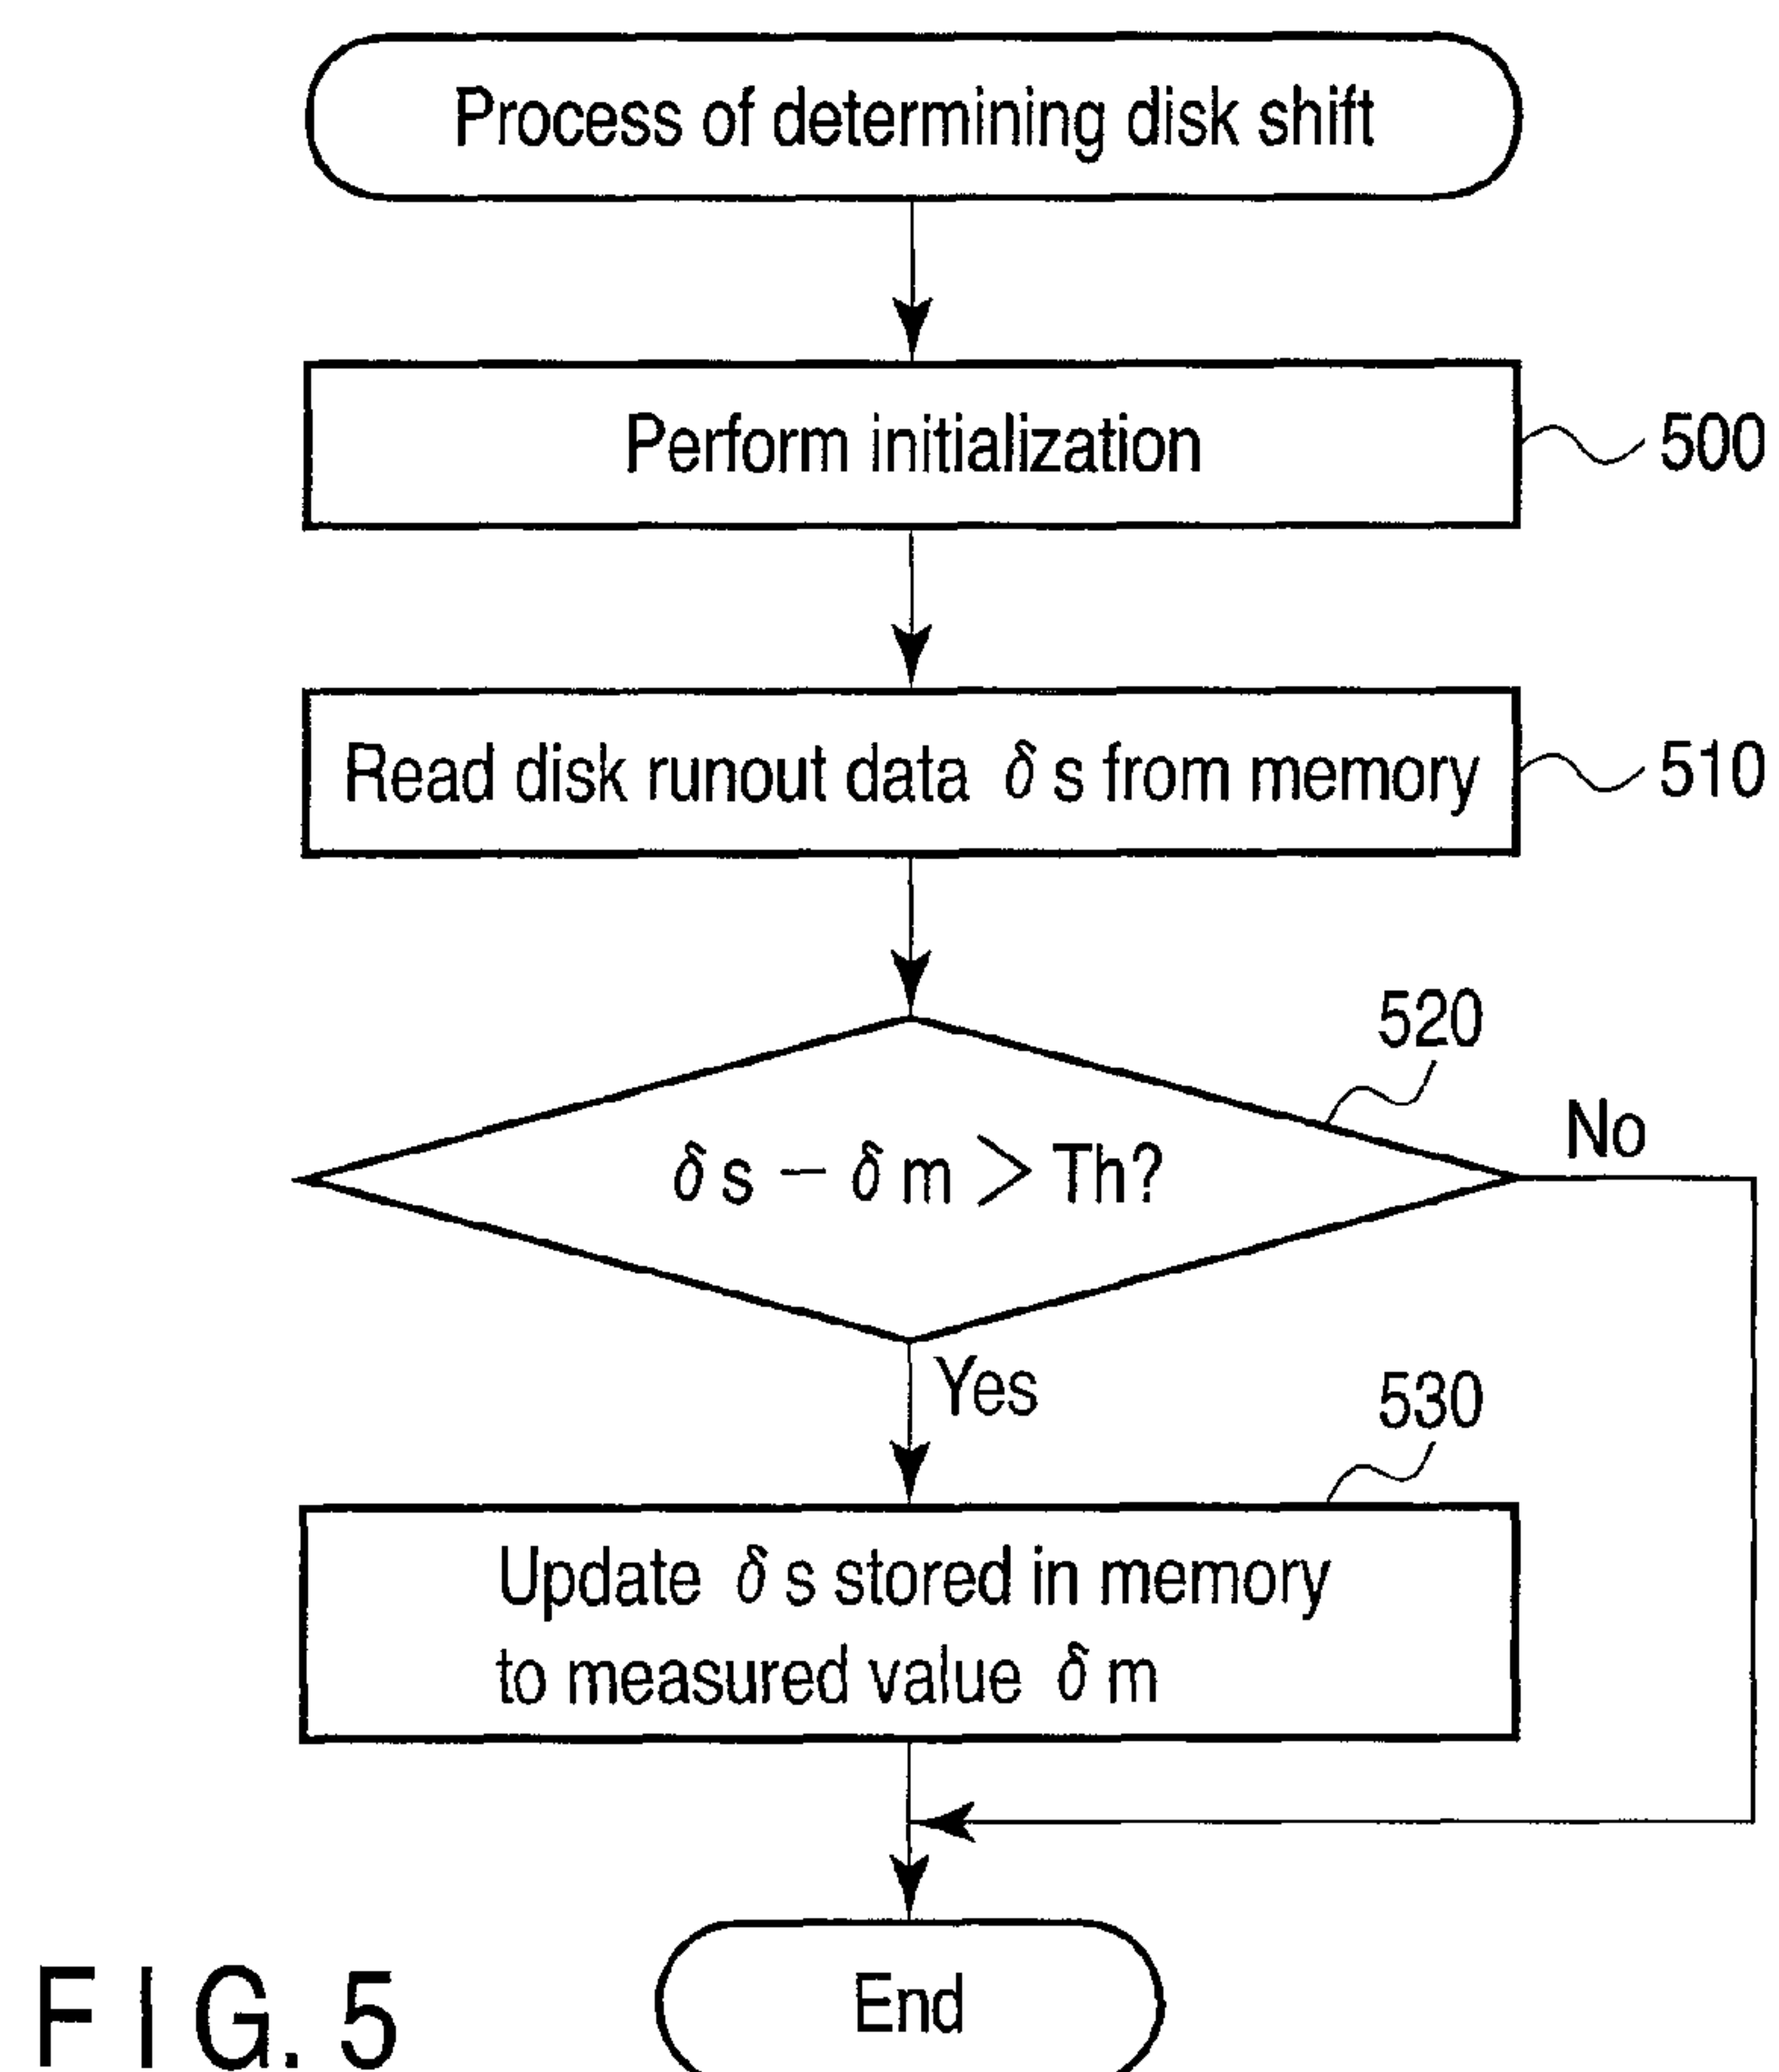 Process of determining disk shift
Perform initialization
500
Read disk runout data δs from memory
510
520
δs − δm > Th?
No
Yes
530
Update δs stored in memory
to measured value δm
End
FIG. 5